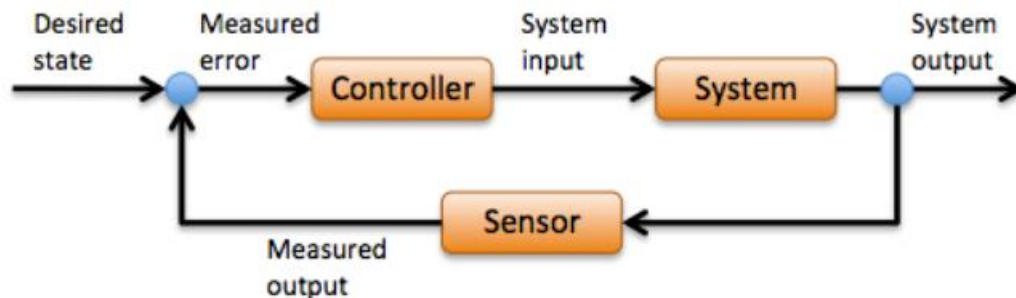 Desired
state
Measured
error
Controller
System
input
System
System
output
Sensor
Measured
output